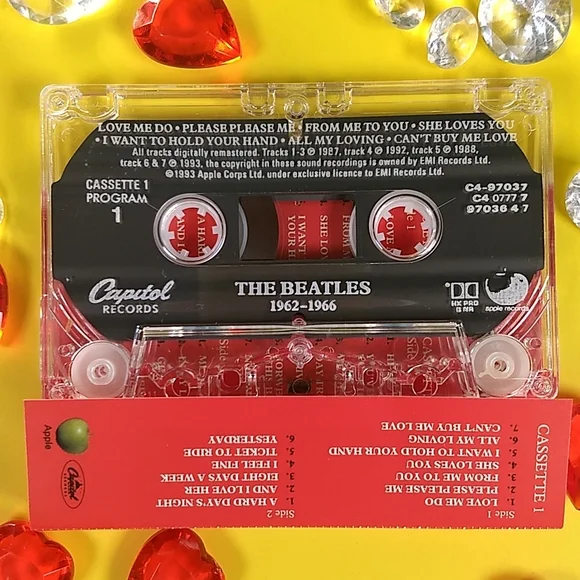 LOVE ME DO • PLEASE PLEASE ME • FROM ME TO YOU • SHE LOVES YOU
• I WANT TO HOLD YOUR HAND • ALL MY LOVING • CAN'T BUY ME LOVE
All tracks digitally remastered. Tracks 1-3 ℗ 1987, track 4 ℗ 1992, track 5 ℗ 1988,
track 6 & 7 ℗ 1993, the copyright in these sound recordings is owned by EMI Records Ltd.
©1993 Apple Corps Ltd. under exclusive licence to EMI Records Ltd.
CASSETTE 1
PROGRAM
1
C4-97037
C4 0777 7
97036 4 7
Capitol
RECORDS
THE BEATLES
1962–1966
HX PRO
B NR
apple records
CASSETTE 1
Side 1
1. LOVE ME DO
2. PLEASE PLEASE ME
3. FROM ME TO YOU
4. SHE LOVES YOU
5. I WANT TO HOLD YOUR HAND
6. ALL MY LOVING
7. CAN'T BUY ME LOVE
Side 2
1. A HARD DAY'S NIGHT
2. AND I LOVE HER
3. EIGHT DAYS A WEEK
4. I FEEL FINE
5. TICKET TO RIDE
6. YESTERDAY
Apple
Capitol